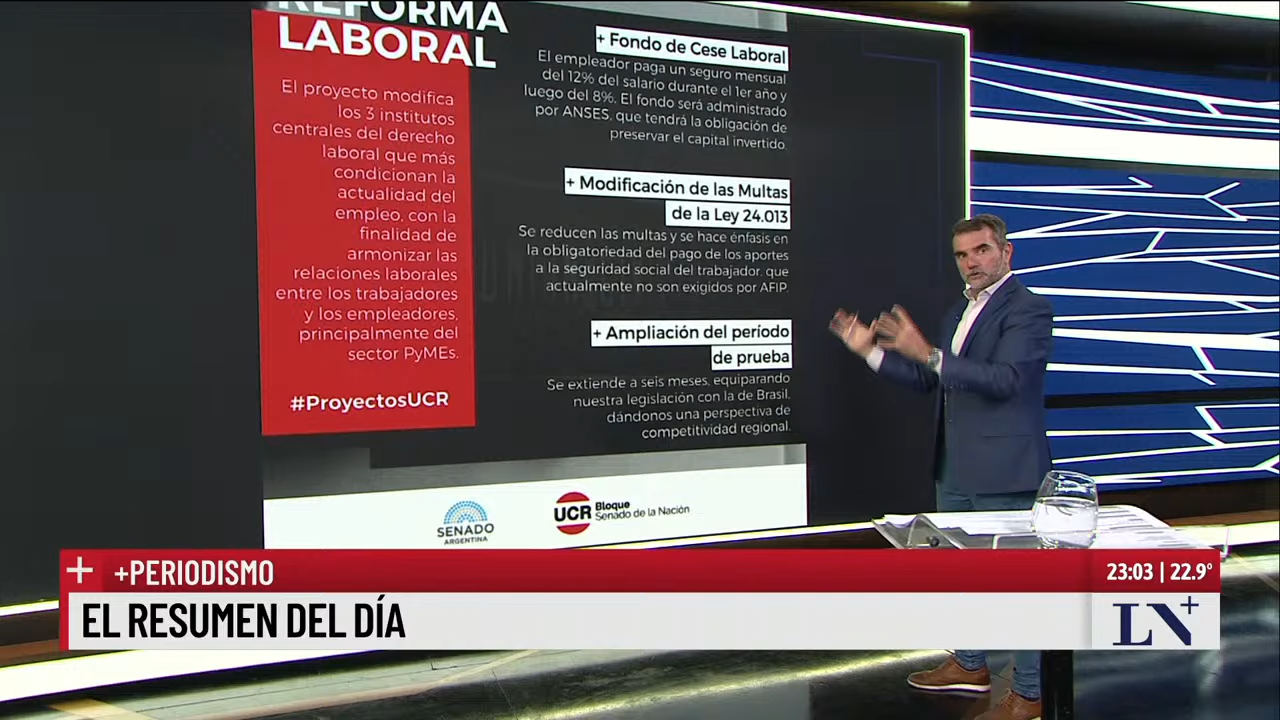 REFORMA
LABORAL
El proyecto modifica
los 3 institutos
centrales del derecho
laboral que más
condicionan la
actualidad del
empleo, con la
finalidad de
armonizar las
relaciones laborales
entre los trabajadores
y los empleadores,
principalmente del
sector PyMEs.
#ProyectosUCR
+ Fondo de Cese Laboral
El empleador paga un seguro mensual
del 12% del salario durante el 1er año y
luego del 8%. El fondo será administrado
por ANSES, que tendrá la obligación de
preservar el capital invertido.
+ Modificación de las Multas
de la Ley 24.013
Se reducen las multas y se hace énfasis en
la obligatoriedad del pago de los aportes
a la seguridad social del trabajador, que
actualmente no son exigidos por AFIP.
+ Ampliación del período
de prueba
Se extiende a seis meses, equiparando
nuestra legislación con la de Brasil,
dándonos una perspectiva de
competitividad regional.
SENADO
ARGENTINA
UCR Bloque
Senado de la Nación
+ +PERIODISMO
23:03 | 22.9°
EL RESUMEN DEL DÍA
LN+